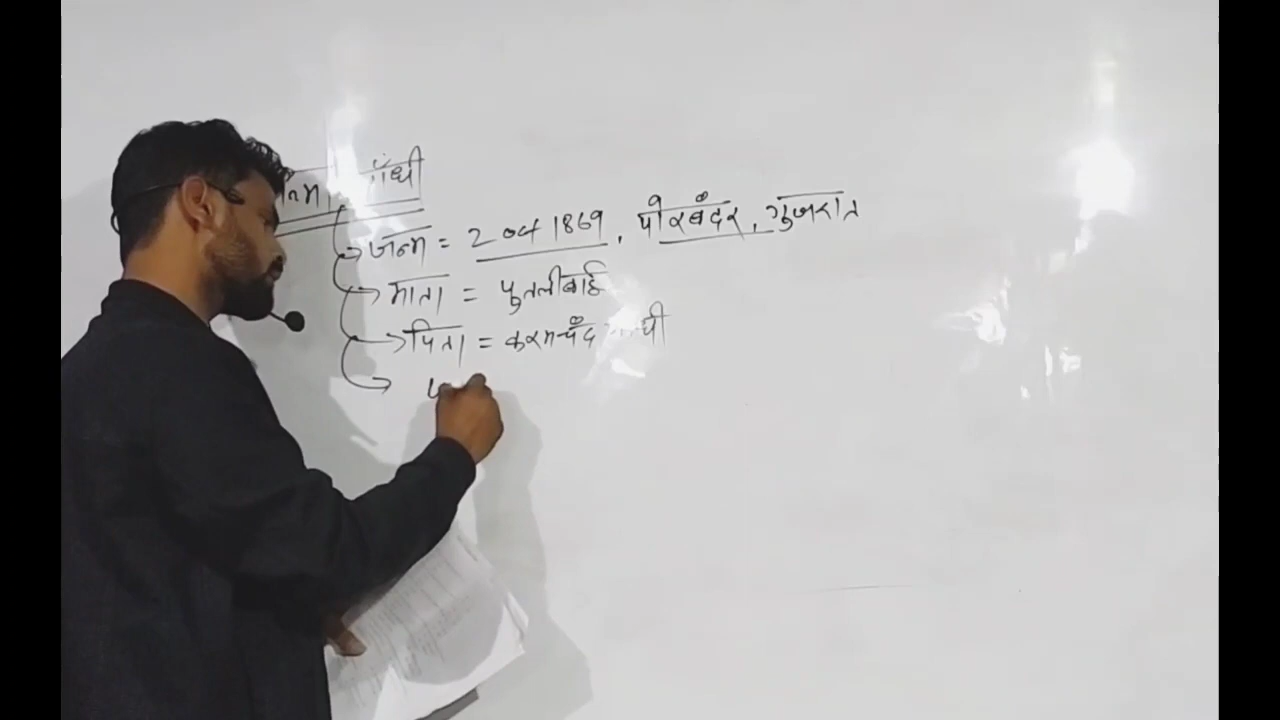 गांधी
जन्म = 2 oct 1869, पोरबंदर, गुजरात
माता = पुतलीबाई
पिता = करमचंद गांधी